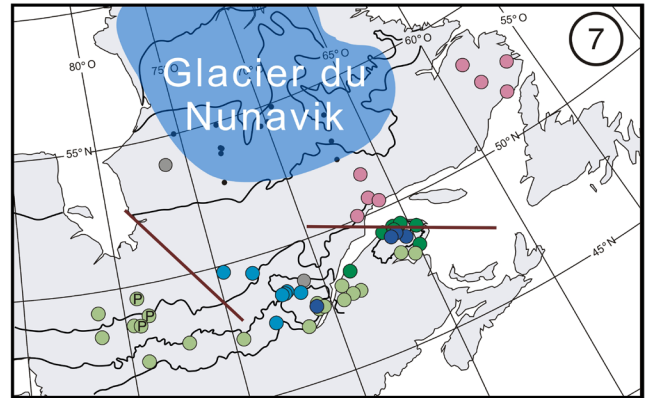 55° O
60° O
7
65° O
80° O
75° O
Glacier du
Nunavik
50° N
55° N
45° N
P
P
P